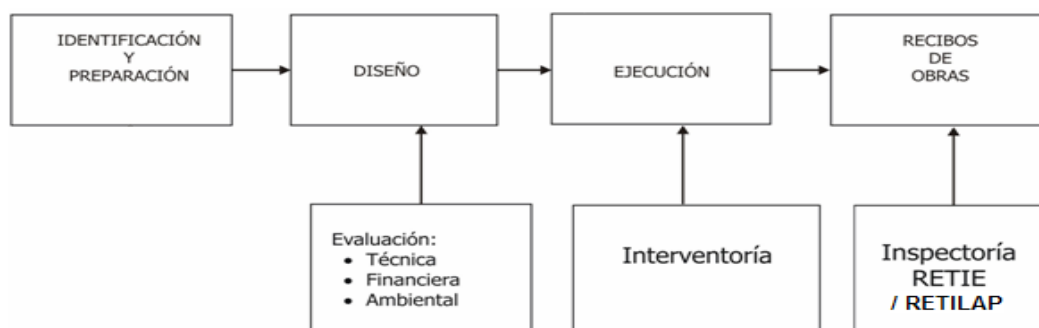 IDENTIFICACIÓN
Y
PREPARACIÓN
DISEÑO
EJECUCIÓN
RECIBOS
DE
OBRAS
Evaluación:
• Técnica
• Financiera
• Ambiental
Interventoría
Inspectoría
RETIE
/ RETILAP